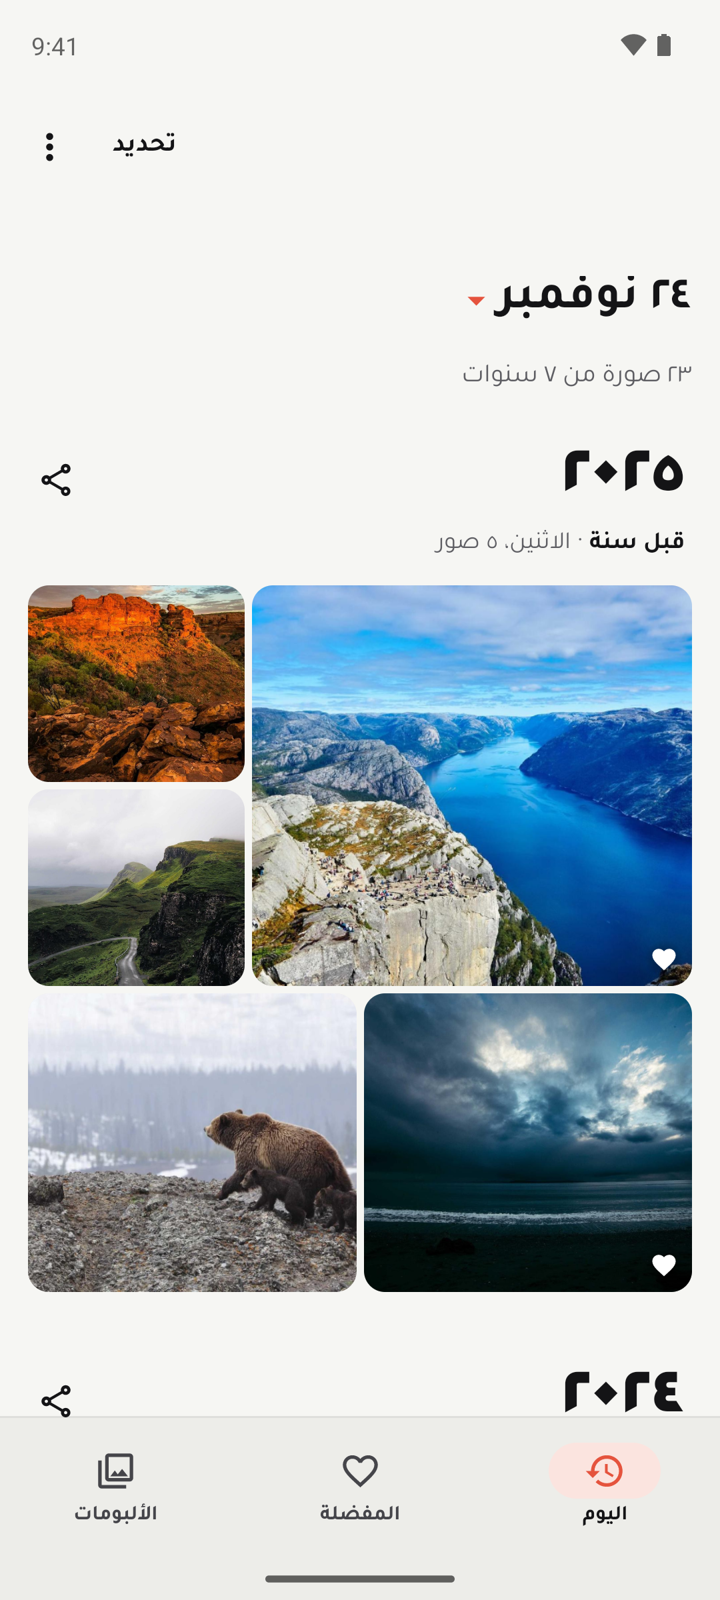 9:41
تحديد
٢٤ نوفمبر
٢٣ صورة من ٧ سنوات
٢٠٢٥
قبل سنة · الاثنين، ٥ صور
٢٠٢٤
اليوم
المفضلة
الألبومات